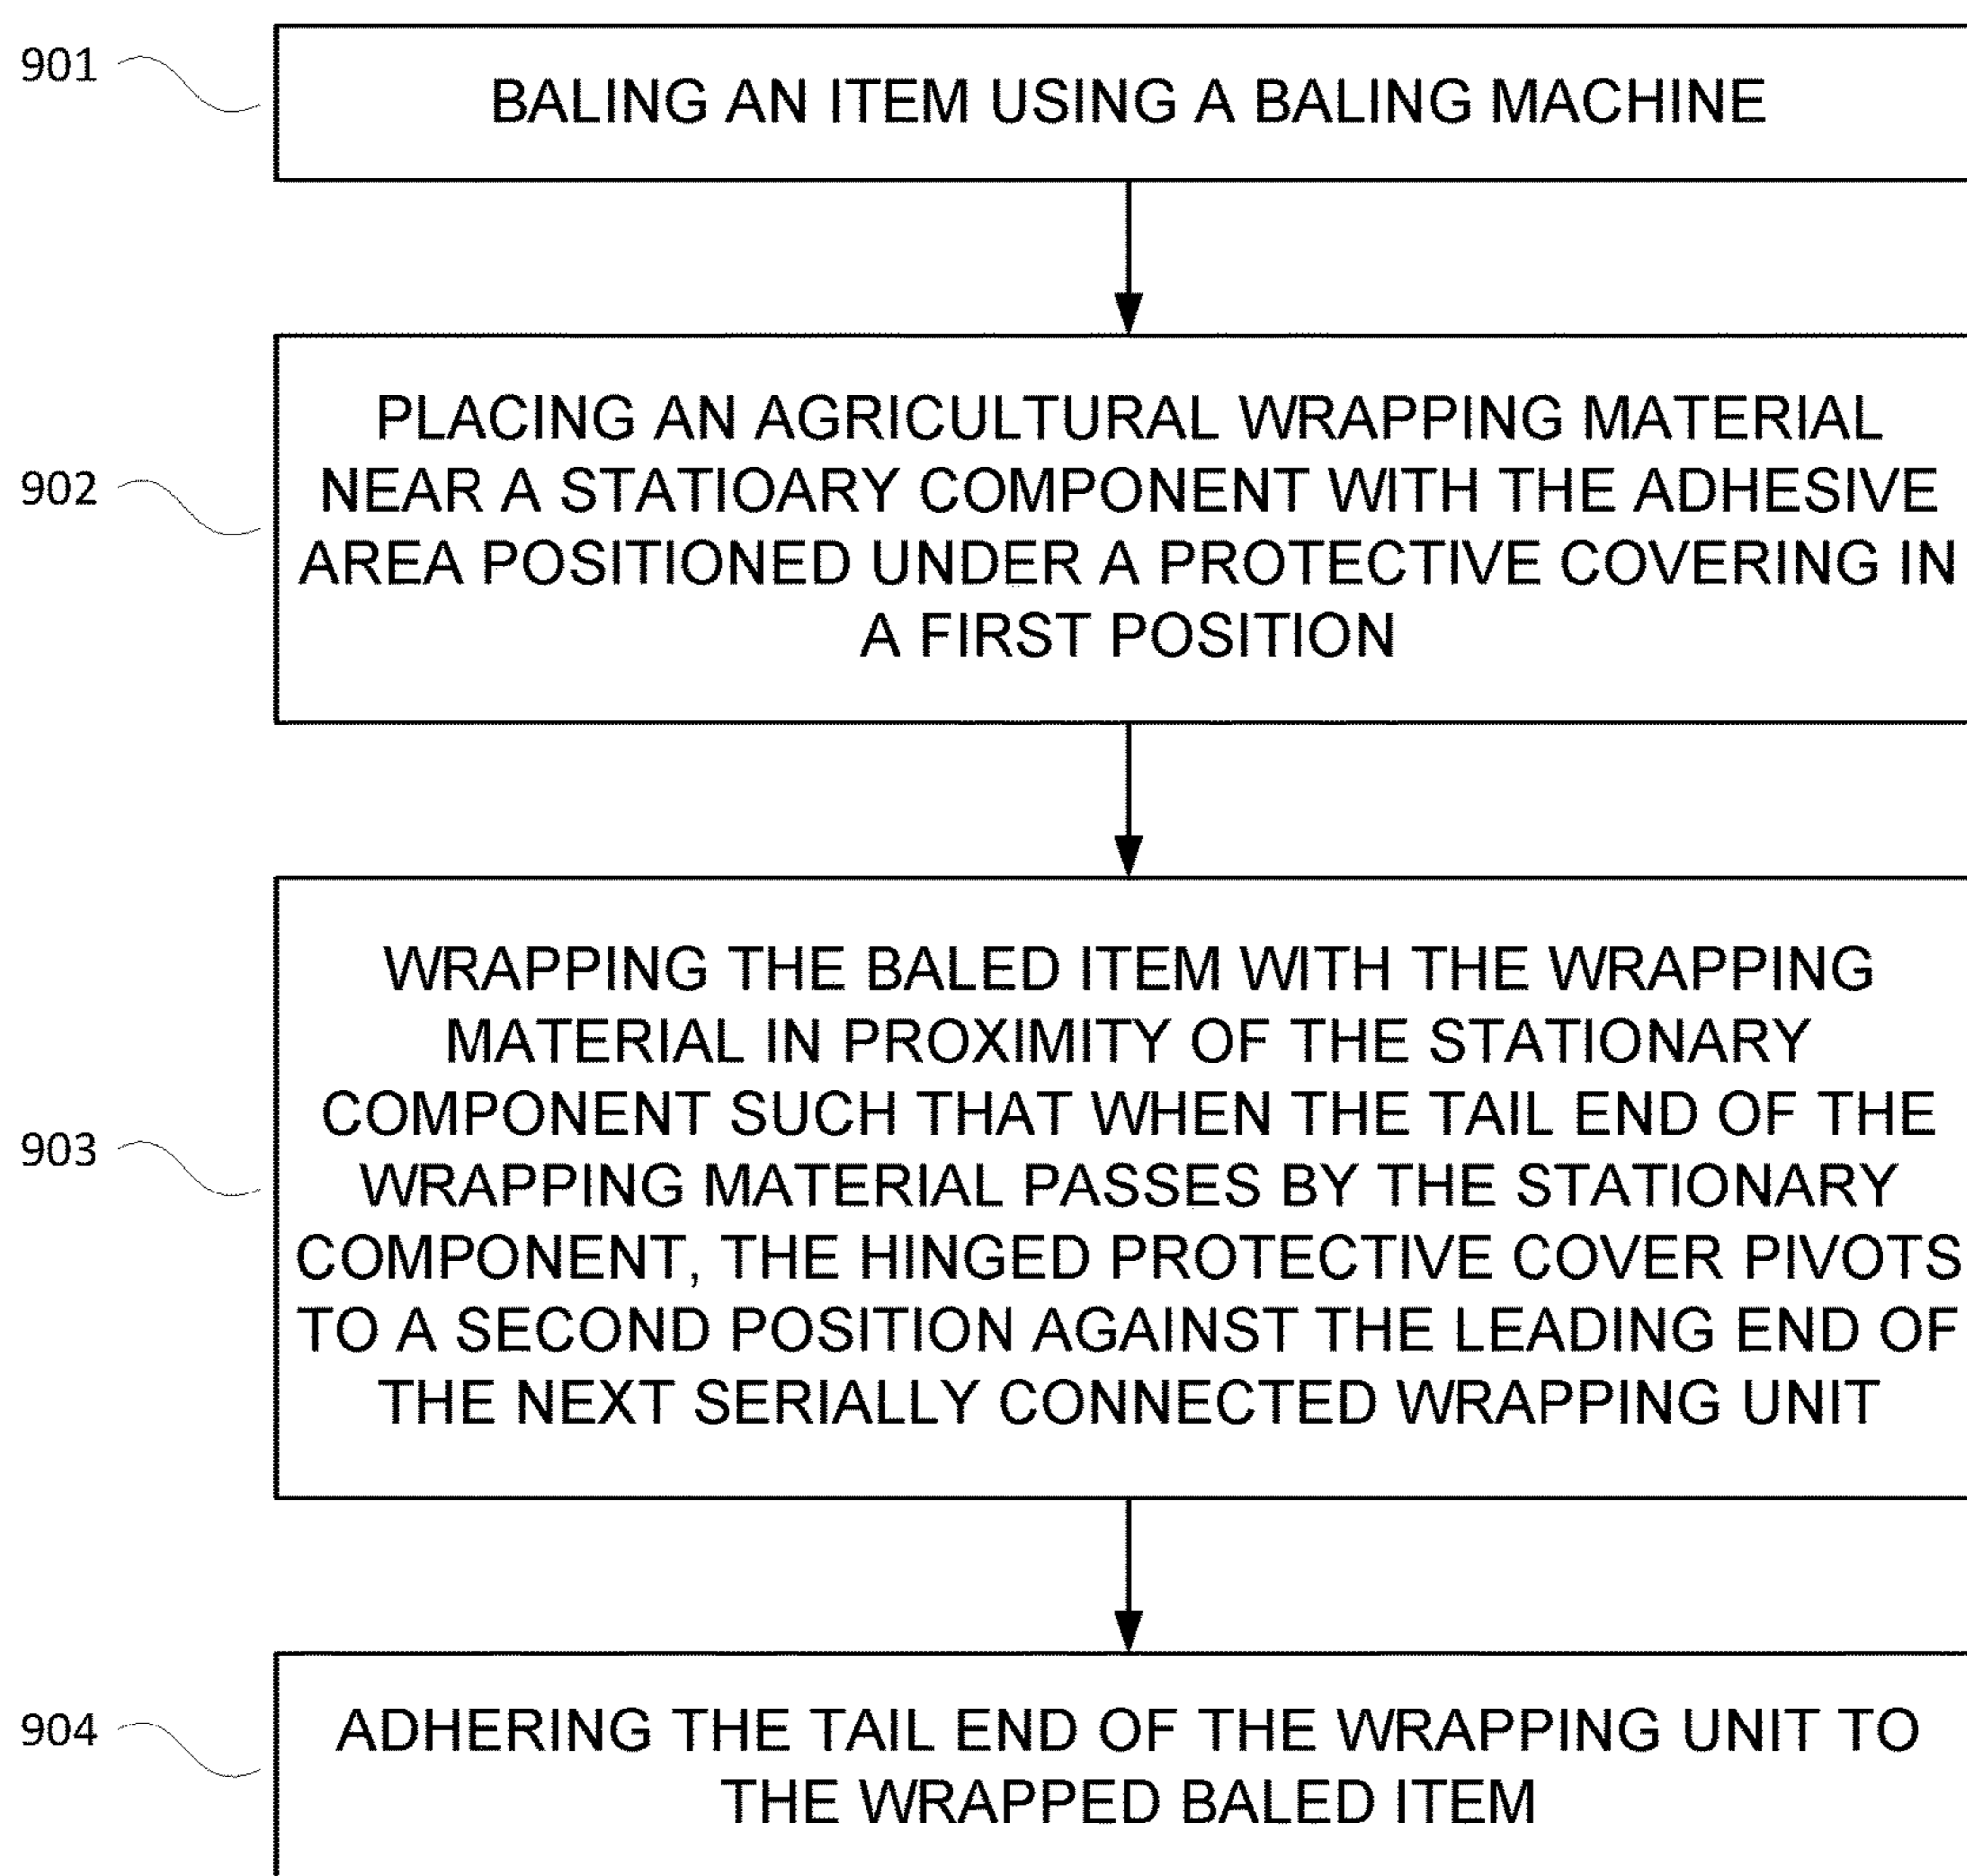 901
BALING AN ITEM USING A BALING MACHINE
902
PLACING AN AGRICULTURAL WRAPPING MATERIAL
NEAR A STATIOARY COMPONENT WITH THE ADHESIVE
AREA POSITIONED UNDER A PROTECTIVE COVERING IN
A FIRST POSITION
903
WRAPPING THE BALED ITEM WITH THE WRAPPING
MATERIAL IN PROXIMITY OF THE STATIONARY
COMPONENT SUCH THAT WHEN THE TAIL END OF THE
WRAPPING MATERIAL PASSES BY THE STATIONARY
COMPONENT, THE HINGED PROTECTIVE COVER PIVOTS
TO A SECOND POSITION AGAINST THE LEADING END OF
THE NEXT SERIALLY CONNECTED WRAPPING UNIT
904
ADHERING THE TAIL END OF THE WRAPPING UNIT TO
THE WRAPPED BALED ITEM